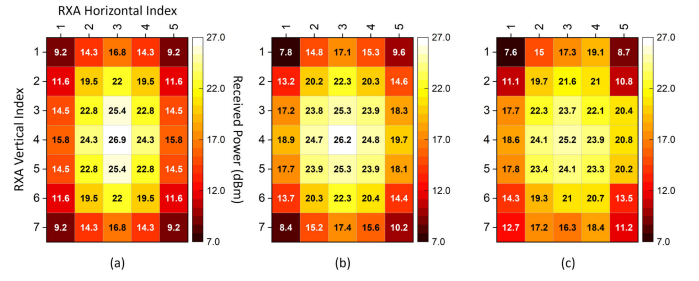 RXA Horizontal Index
1 2 3 4 5
1 2 3 4 5
1 2 3 4 5
1 9.2 14.3 16.8 14.3 9.2 27.0
2 11.6 19.5 22 19.5 11.6
3 14.5 22.8 25.4 22.8 14.5 22.0
4 15.8 24.3 26.9 24.3 15.8
5 14.5 22.8 25.4 22.8 14.5 17.0
6 11.6 19.5 22 19.5 11.6 12.0
7 9.2 14.3 16.8 14.3 9.2 7.0
RXA Vertical Index
Received Power (dBm)
(a)
1 7.8 14.8 17.1 15.3 9.6 27.0
2 13.2 20.2 22.3 20.3 14.6
3 17.2 23.8 25.3 23.9 18.3 22.0
4 18.9 24.7 26.2 24.8 19.7
5 17.7 23.9 25.3 23.9 18.1 17.0
6 13.7 20.3 22.3 20.4 14.4 12.0
7 8.4 15.2 17.4 15.6 10.2 7.0
(b)
1 7.6 15 17.3 19.1 8.7 27.0
2 11.1 19.7 21.6 21 10.8
3 17.7 22.3 23.7 22.1 20.4 22.0
4 18.6 24.1 25.2 23.9 20.8
5 17.8 23.4 24.1 23.3 20.2 17.0
6 14.3 19.3 21 20.7 13.5 12.0
7 12.7 17.2 16.3 18.4 11.2 7.0
(c)